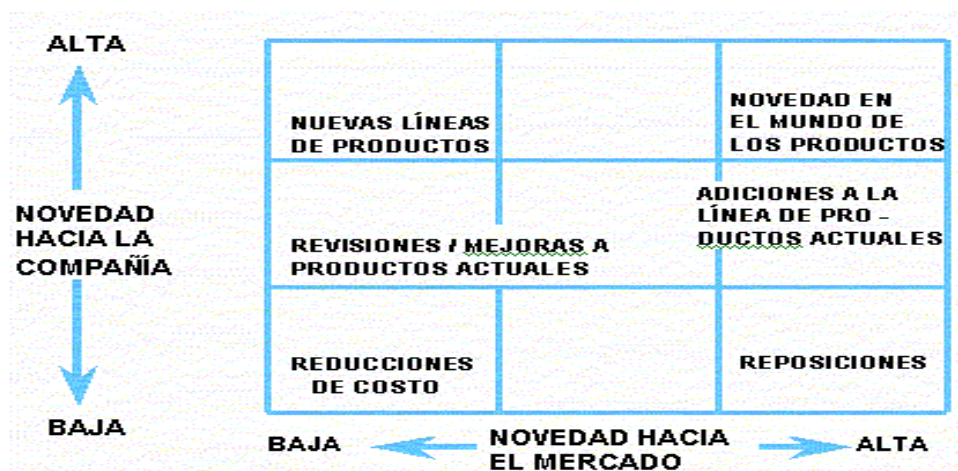 ALTA
NUEVAS LÍNEAS
DE PRODUCTOS
NOVEDAD EN
EL MUNDO DE
LOS PRODUCTOS
NOVEDAD
HACIA LA
COMPAÑÍA
REVISIONES / MEJORAS A
PRODUCTOS ACTUALES
ADICIONES A LA
LÍNEA DE PRO -
DUCTOS ACTUALES
REDUCCIONES
DE COSTO
REPOSICIONES
BAJA
BAJA
NOVEDAD HACIA
EL MERCADO
ALTA